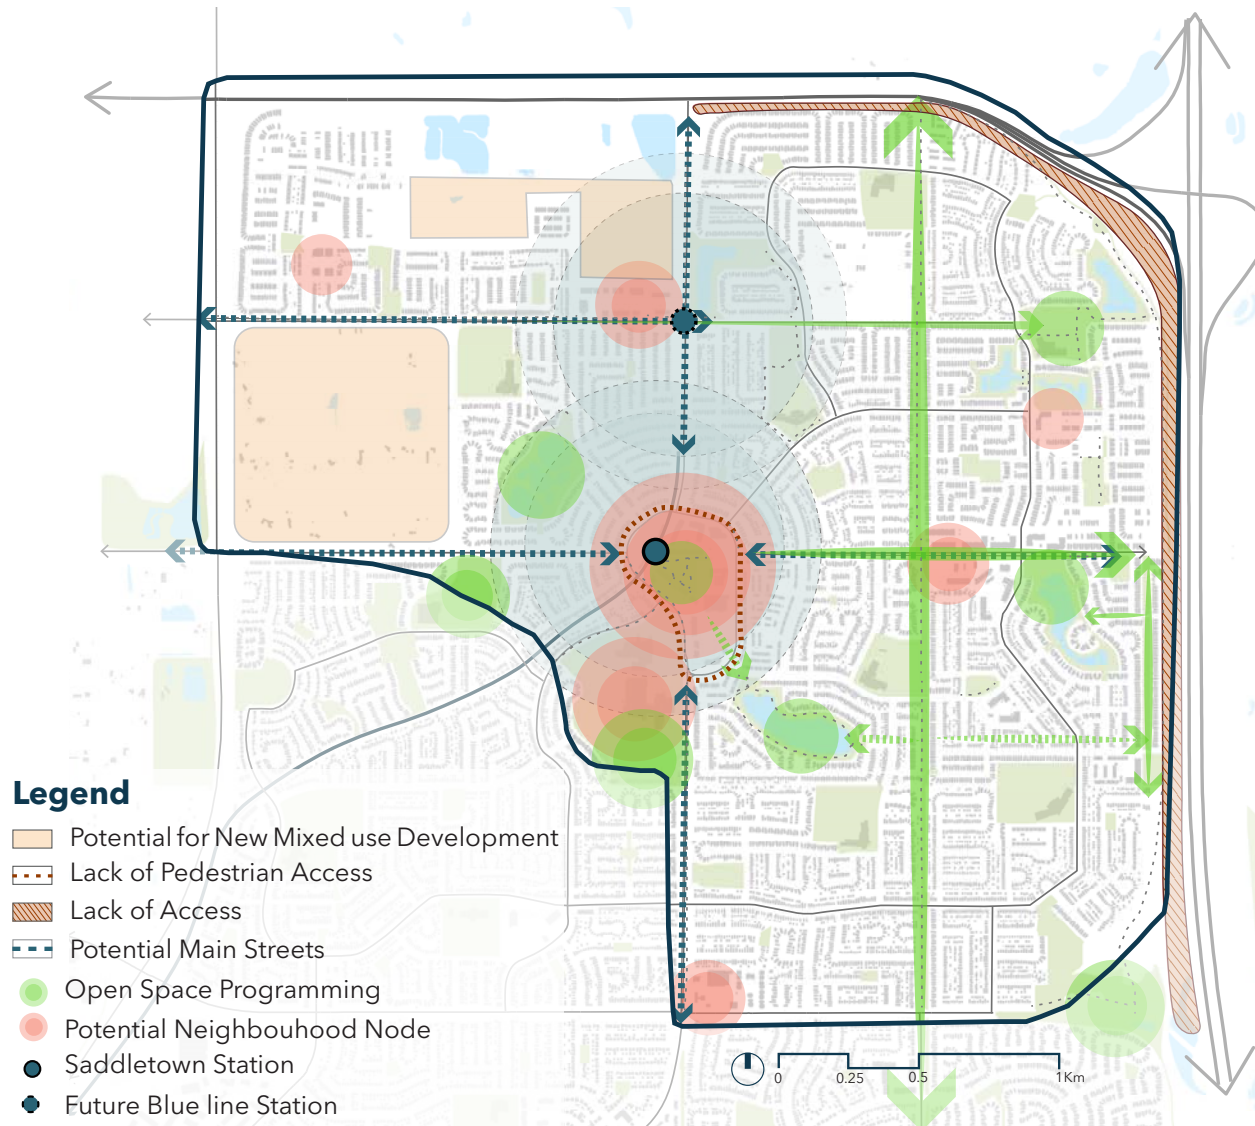 Legend
Potential for New Mixed use Development
Lack of Pedestrian Access
Lack of Access
Potential Main Streets
Open Space Programming
Potential Neighbouhood Node
Saddletown Station
Future Blue line Station
0 0.25 0.5 1Km